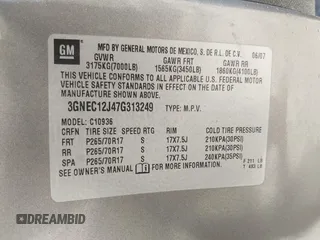 GM
MFD BY GENERAL MOTORS DE MEXICO, S. DE R.L. DE C.V. 06/07
GVWR GAWR FRT GAWR RR
3175KG(7000LB) 1565KG(3450LB) 1860KG(4100LB)
THIS VEHICLE CONFORMS TO ALL APPLICABLE U.S. FEDERAL MOTOR
VEHICLE SAFETY STANDARDS IN EFFECT ON THE DATE OF
MANUFACTURE SHOWN ABOVE.
3GNEC12J47G313249 TYPE: M.P.V.
MODEL: C10936
CRFN TIRE SIZE SPEED RTG RIM COLD TIRE PRESSURE
FRT P265/70R17 S 17X7.5J 210KPA(30PSI)
RR P265/70R17 S 17X7.5J 210KPA(30PSI)
SPA P265/70R17 S 17X7.5J 240KPA(35PSI)
SEE OWNER'S MANUAL FOR MORE INFORMATION.
DREAMBID